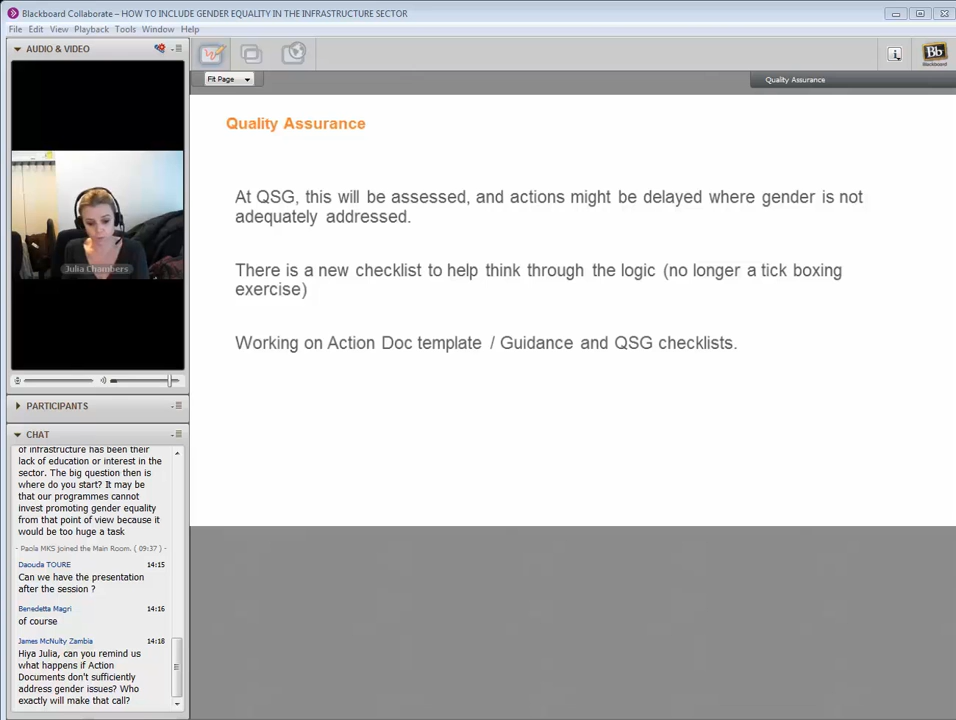 Blackboard Collaborate – HOW TO INCLUDE GENDER EQUALITY IN THE INFRASTRUCTURE SECTOR
File Edit View Playback Tools Window Help
AUDIO & VIDEO
Fit Page
Quality Assurance
Bb
Blackboard
Quality Assurance
At QSG, this will be assessed, and actions might be delayed where gender is not
adequately addressed.
There is a new checklist to help think through the logic (no longer a tick boxing
exercise)
Working on Action Doc template / Guidance and QSG checklists.
Julia Chambers
PARTICIPANTS
CHAT
of infrastructure has been their
lack of education or interest in the
sector. The big question then is
where do you start? It may be
that our programmes cannot
invest promoting gender equality
from that point of view because it
would be too huge a task
- Paola MKS joined the Main Room. ( 09:37 ) -
Daouda TOURE 14:15
Can we have the presentation
after the session ?
Benedetta Magri 14:16
of course
James McNulty Zambia 14:18
Hiya Julia, can you remind us
what happens if Action
Documents don't sufficiently
address gender issues? Who
exactly will make that call?